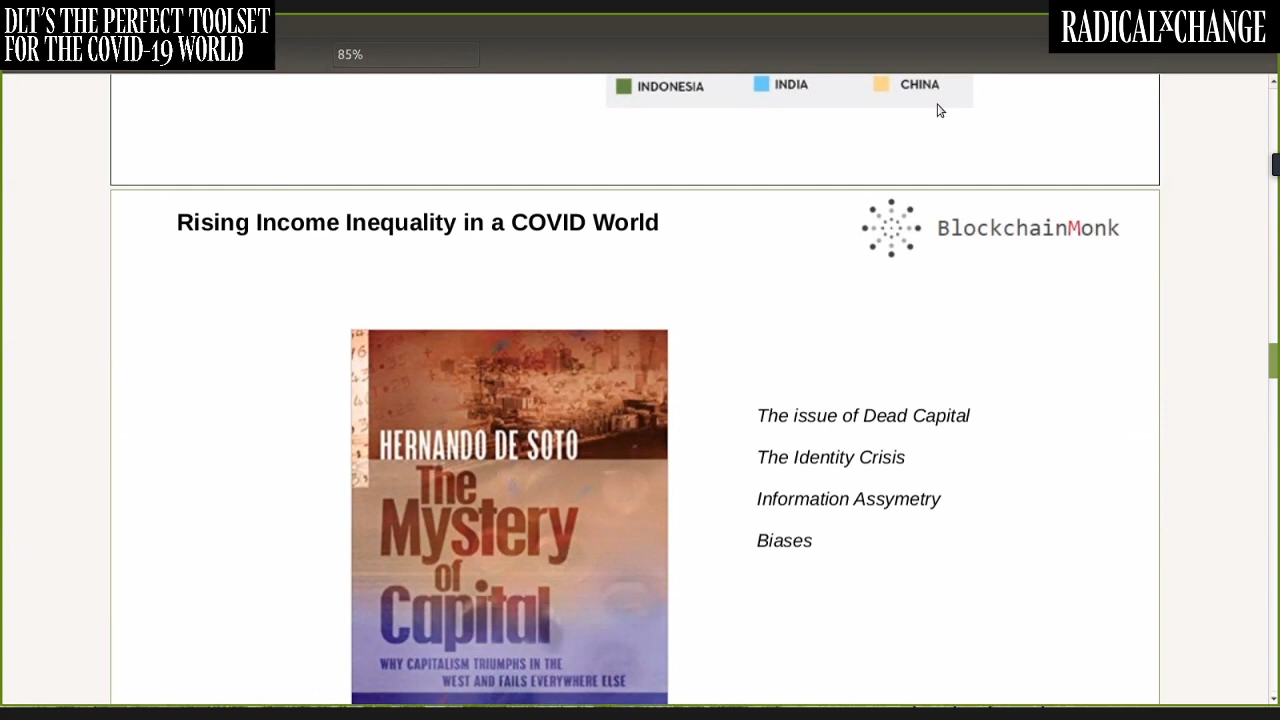 DLT'S THE PERFECT TOOLSET
FOR THE COVID-19 WORLD
RADICALXCHANGE
85%
INDONESIA INDIA CHINA
Rising Income Inequality in a COVID World
BlockchainMonk
HERNANDO DE SOTO
The
Mystery
of
Capital
WHY CAPITALISM TRIUMPHS IN THE
WEST AND FAILS EVERYWHERE ELSE
The issue of Dead Capital
The Identity Crisis
Information Assymetry
Biases